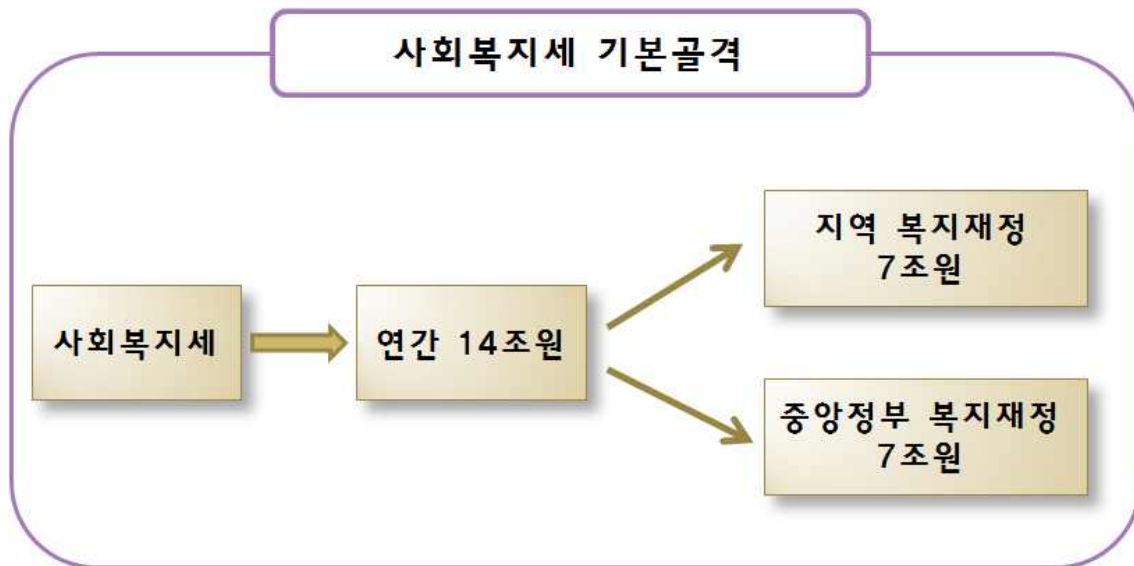 사회복지세 기본골격
사회복지세
연간 14조원
지역 복지재정
7조원
중앙정부 복지재정
7조원